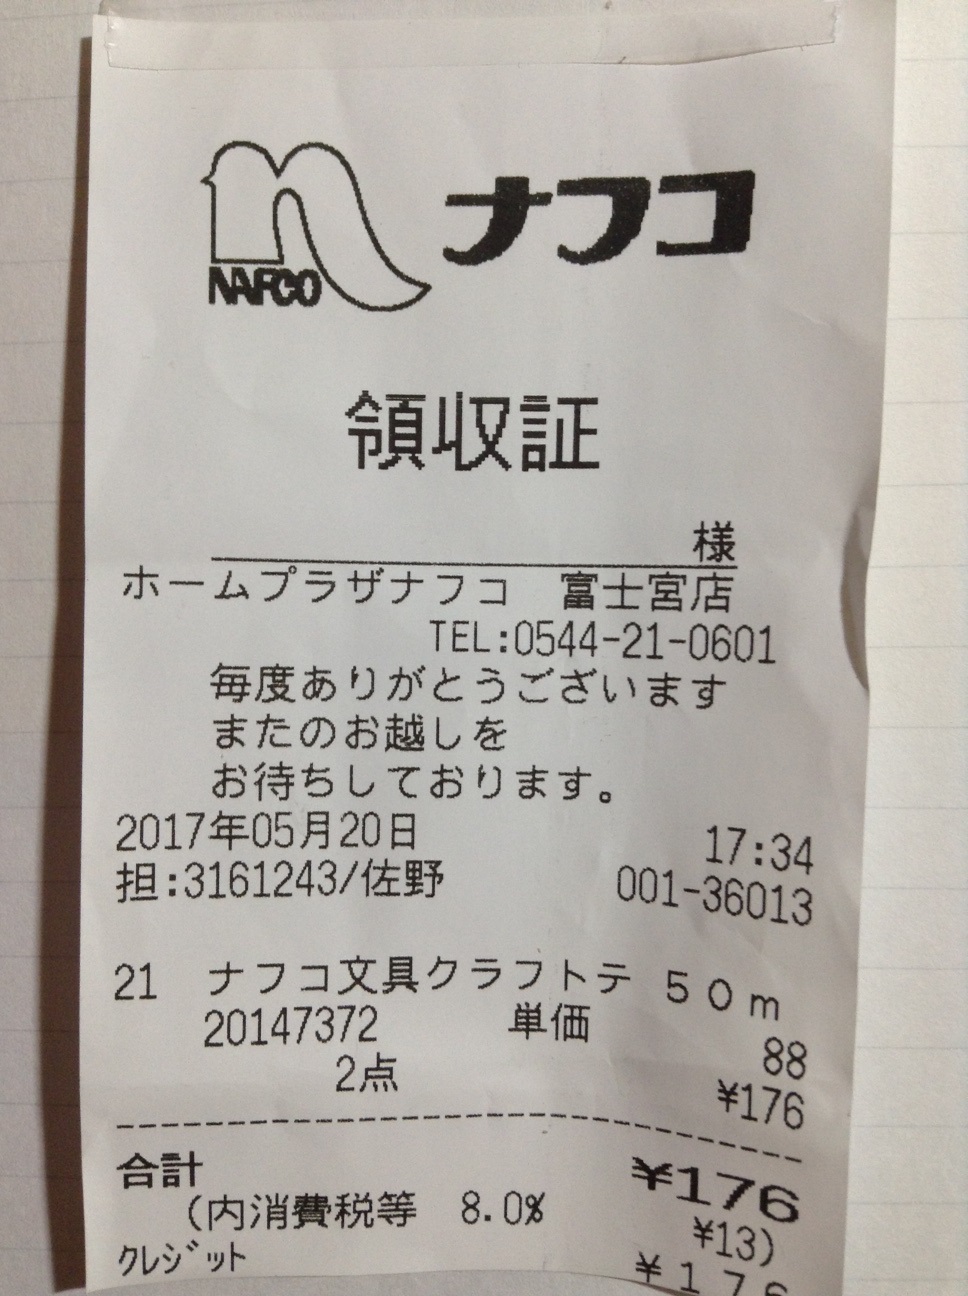 NAFCO ナフコ
領収証
様
ホームプラザナフコ 富士宮店
TEL:0544-21-0601
毎度ありがとうございます
またのお越しを
お待ちしております。
2017年05月20日 17:34
担:3161243/佐野 001-36013
21 ナフコ文具クラフトテ 50m
20147372 単価 88
2点 ¥176
合計 ¥176
(内消費税等 8.0% ¥13)
クレジット ¥176